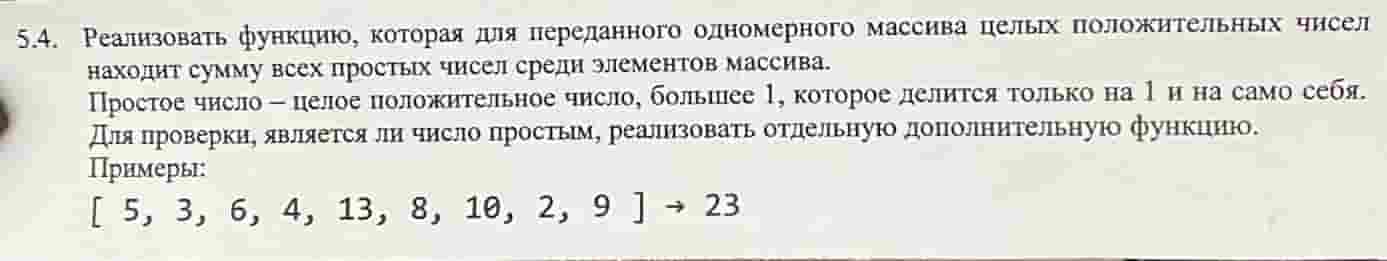 5.4. Реализовать функцию, которая для переданного одномерного массива целых положительных чисел
находит сумму всех простых чисел среди элементов массива.
Простое число – целое положительное число, большее 1, которое делится только на 1 и на само себя.
Для проверки, является ли число простым, реализовать отдельную дополнительную функцию.
Примеры:
[ 5, 3, 6, 4, 13, 8, 10, 2, 9 ] → 23